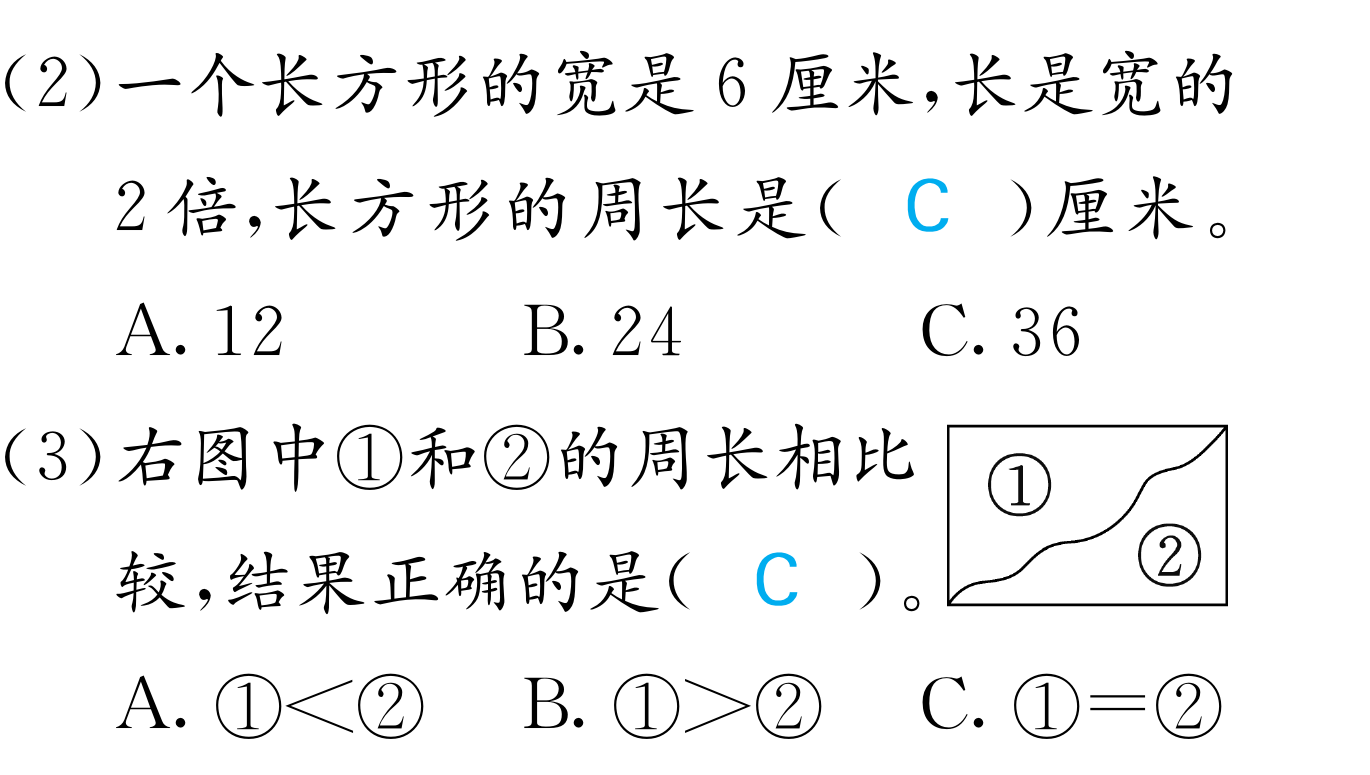 (2)一个长方形的宽是 6 厘米,长是宽的
2 倍,长方形的周长是( C )厘米。
A. 12 B. 24 C. 36
(3)右图中①和②的周长相比
较,结果正确的是( C )。
① ②
A. ①<② B. ①>② C. ①=②